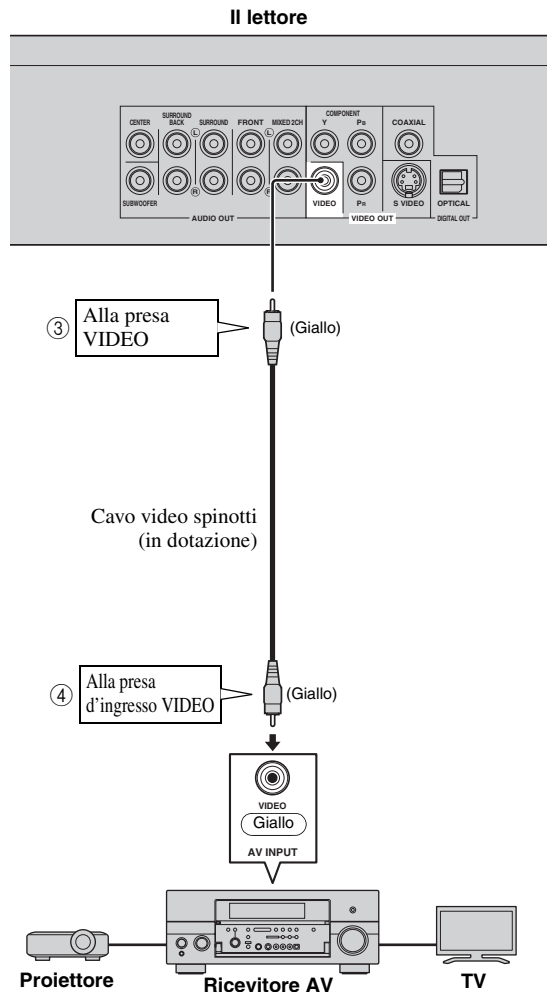 Il lettore
COMPONENT
CENTER
SURROUND
BACK
SURROUND
FRONT
MIXED 2CH
Y
PB
COAXIAL
L
L
R
R
SUBWOOFER
VIDEO
PR
S VIDEO
OPTICAL
AUDIO OUT
VIDEO OUT
DIGITAL OUT
③
Alla presa
VIDEO
(Giallo)
Cavo video spinotti
(in dotazione)
④
Alla presa
d'ingresso VIDEO
(Giallo)
VIDEO
Giallo
AV INPUT
Proiettore
Ricevitore AV
TV